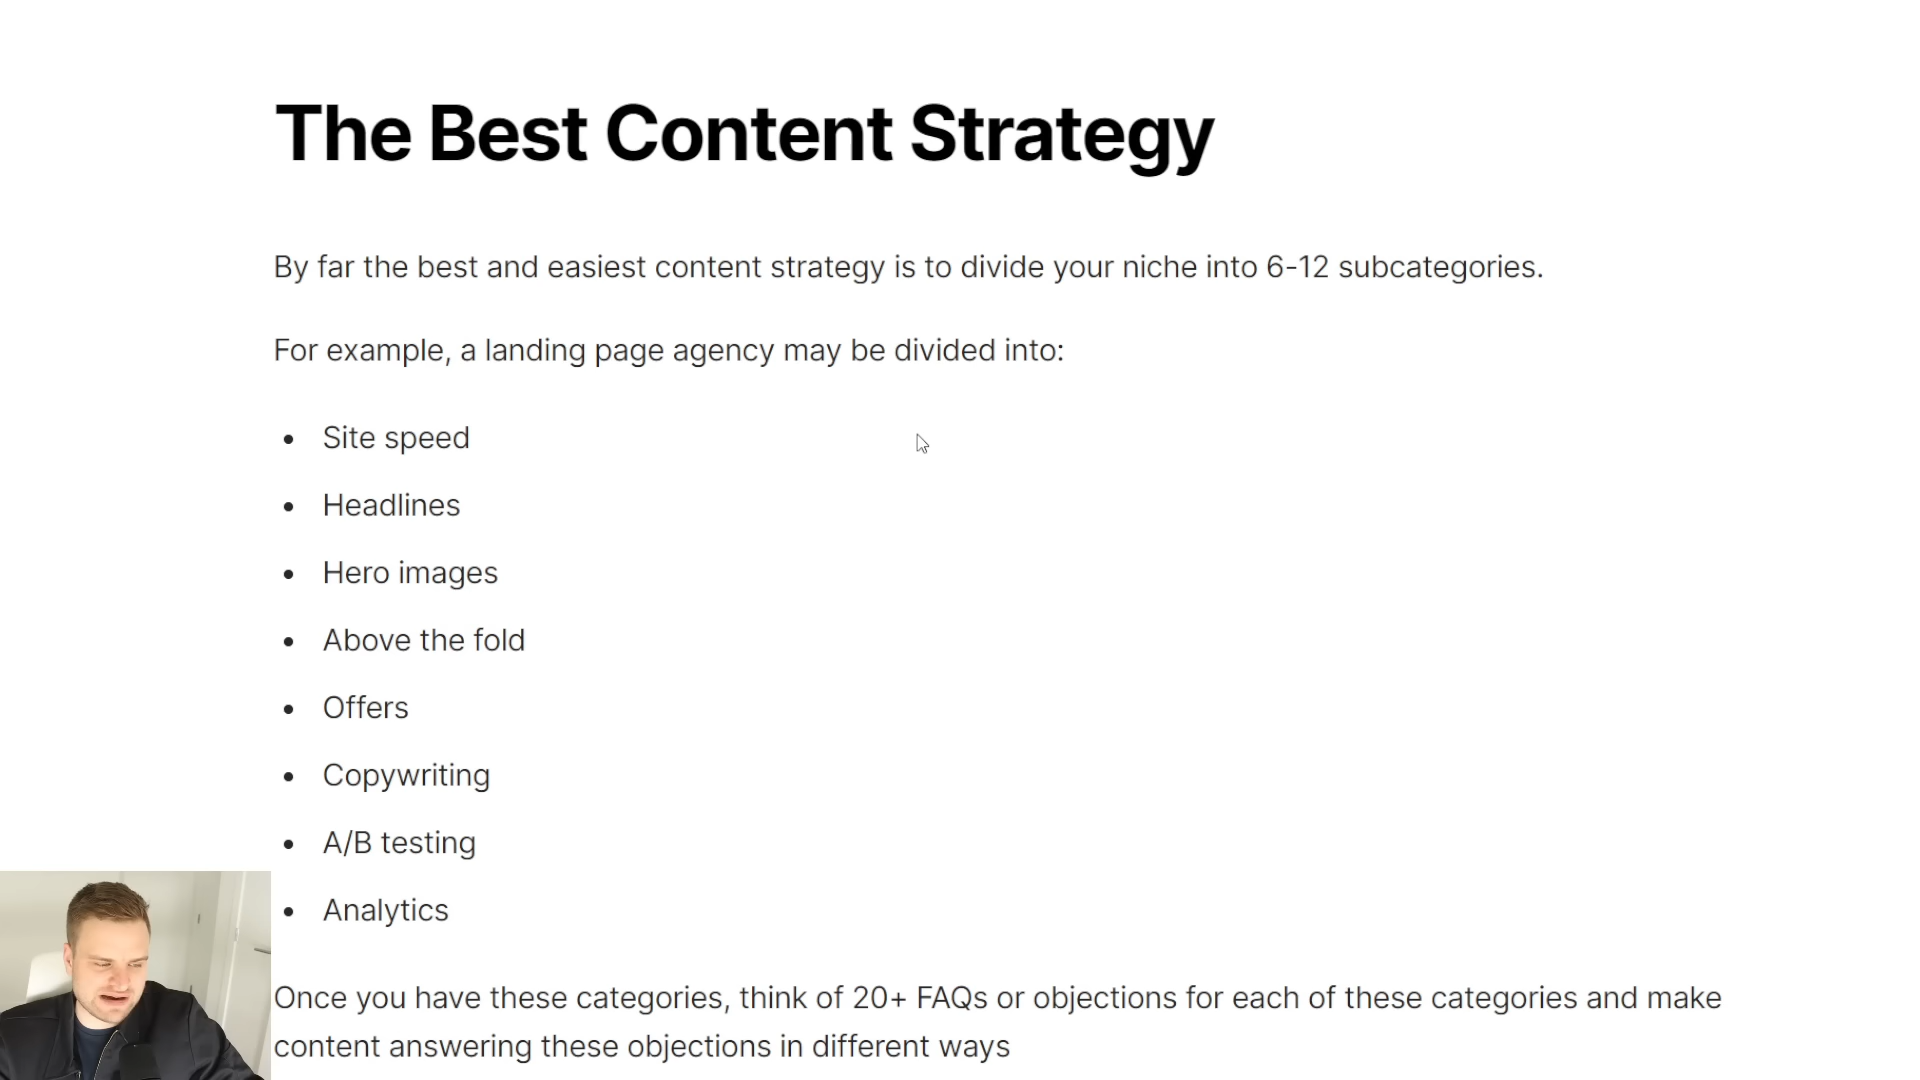 The Best Content Strategy
By far the best and easiest content strategy is to divide your niche into 6-12 subcategories.
For example, a landing page agency may be divided into:
• Site speed
• Headlines
• Hero images
• Above the fold
• Offers
• Copywriting
• A/B testing
• Analytics
Once you have these categories, think of 20+ FAQs or objections for each of these categories and make
content answering these objections in different ways